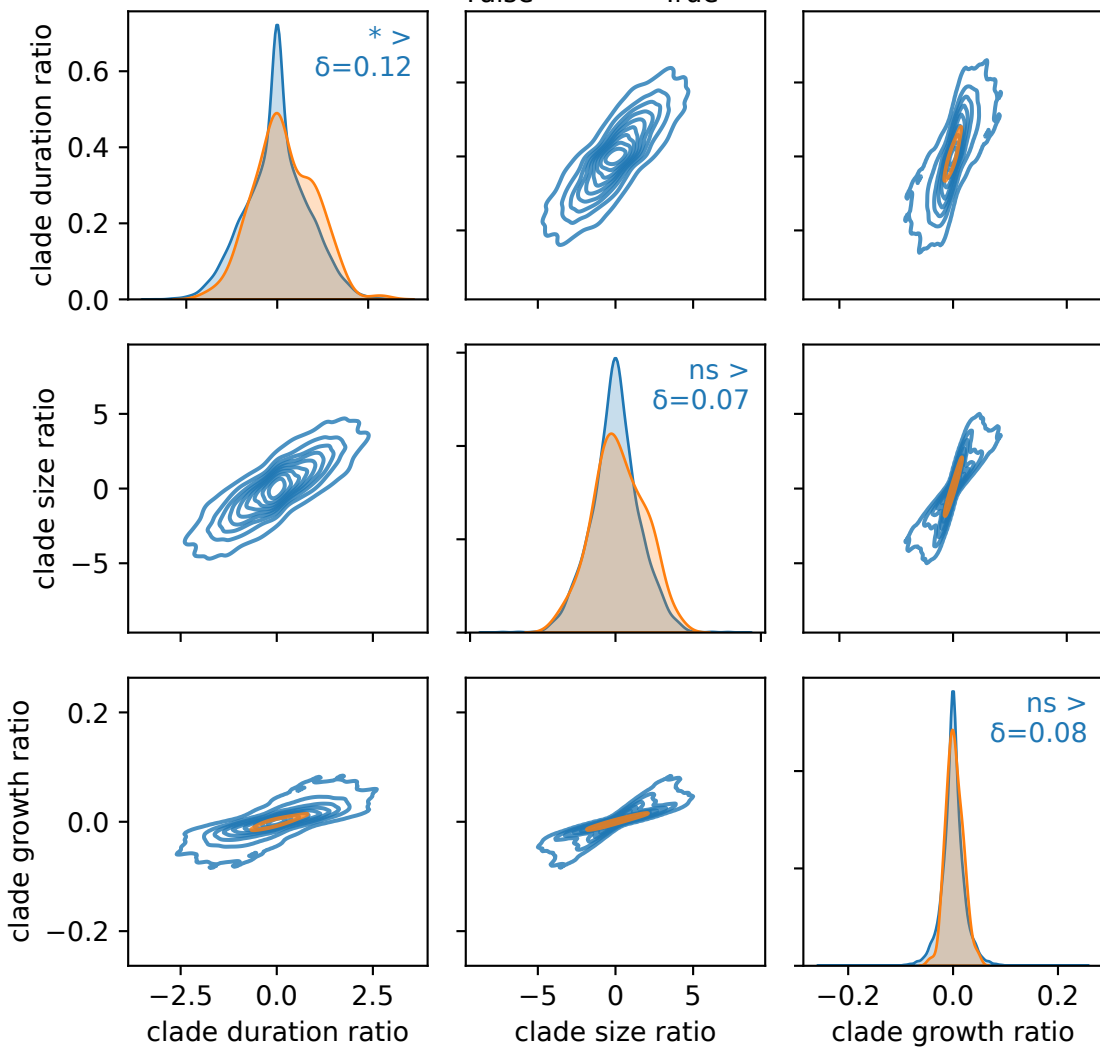 True
clade duration ratio
0.6
0.4
0.2
0.0
* >
δ=0.12
clade size ratio
5
0
−5
ns >
δ=0.07
clade growth ratio
0.2
0.0
−0.2
ns >
δ=0.08
−2.5 0.0 2.5
−5 0 5
−0.2 0.0 0.2
clade duration ratio
clade size ratio
clade growth ratio